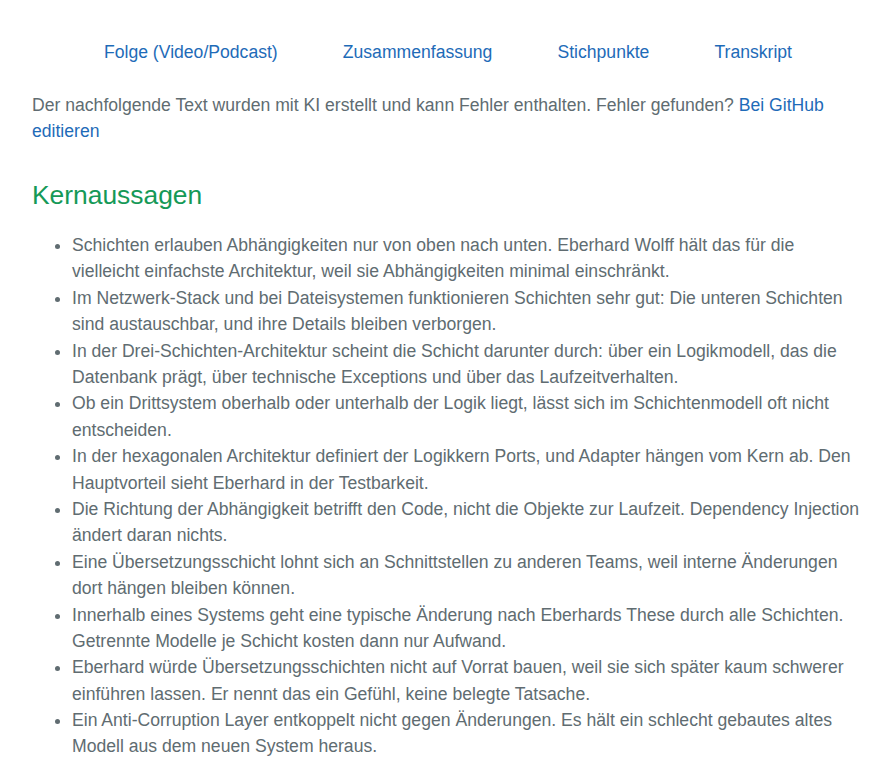 Folge (Video/Podcast) Zusammenfassung Stichpunkte Transkript
Der nachfolgende Text wurden mit KI erstellt und kann Fehler enthalten. Fehler gefunden? Bei GitHub
editieren
Kernaussagen
• Schichten erlauben Abhängigkeiten nur von oben nach unten. Eberhard Wolff hält das für die
vielleicht einfachste Architektur, weil sie Abhängigkeiten minimal einschränkt.
• Im Netzwerk-Stack und bei Dateisystemen funktionieren Schichten sehr gut: Die unteren Schichten
sind austauschbar, und ihre Details bleiben verborgen.
• In der Drei-Schichten-Architektur scheint die Schicht darunter durch: über ein Logikmodell, das die
Datenbank prägt, über technische Exceptions und über das Laufzeitverhalten.
• Ob ein Drittsystem oberhalb oder unterhalb der Logik liegt, lässt sich im Schichtenmodell oft nicht
entscheiden.
• In der hexagonalen Architektur definiert der Logikkern Ports, und Adapter hängen vom Kern ab. Den
Hauptvorteil sieht Eberhard in der Testbarkeit.
• Die Richtung der Abhängigkeit betrifft den Code, nicht die Objekte zur Laufzeit. Dependency Injection
ändert daran nichts.
• Eine Übersetzungsschicht lohnt sich an Schnittstellen zu anderen Teams, weil interne Änderungen
dort hängen bleiben können.
• Innerhalb eines Systems geht eine typische Änderung nach Eberhards These durch alle Schichten.
Getrennte Modelle je Schicht kosten dann nur Aufwand.
• Eberhard würde Übersetzungsschichten nicht auf Vorrat bauen, weil sie sich später kaum schwerer
einführen lassen. Er nennt das ein Gefühl, keine belegte Tatsache.
• Ein Anti-Corruption Layer entkoppelt nicht gegen Änderungen. Es hält ein schlecht gebautes altes
Modell aus dem neuen System heraus.